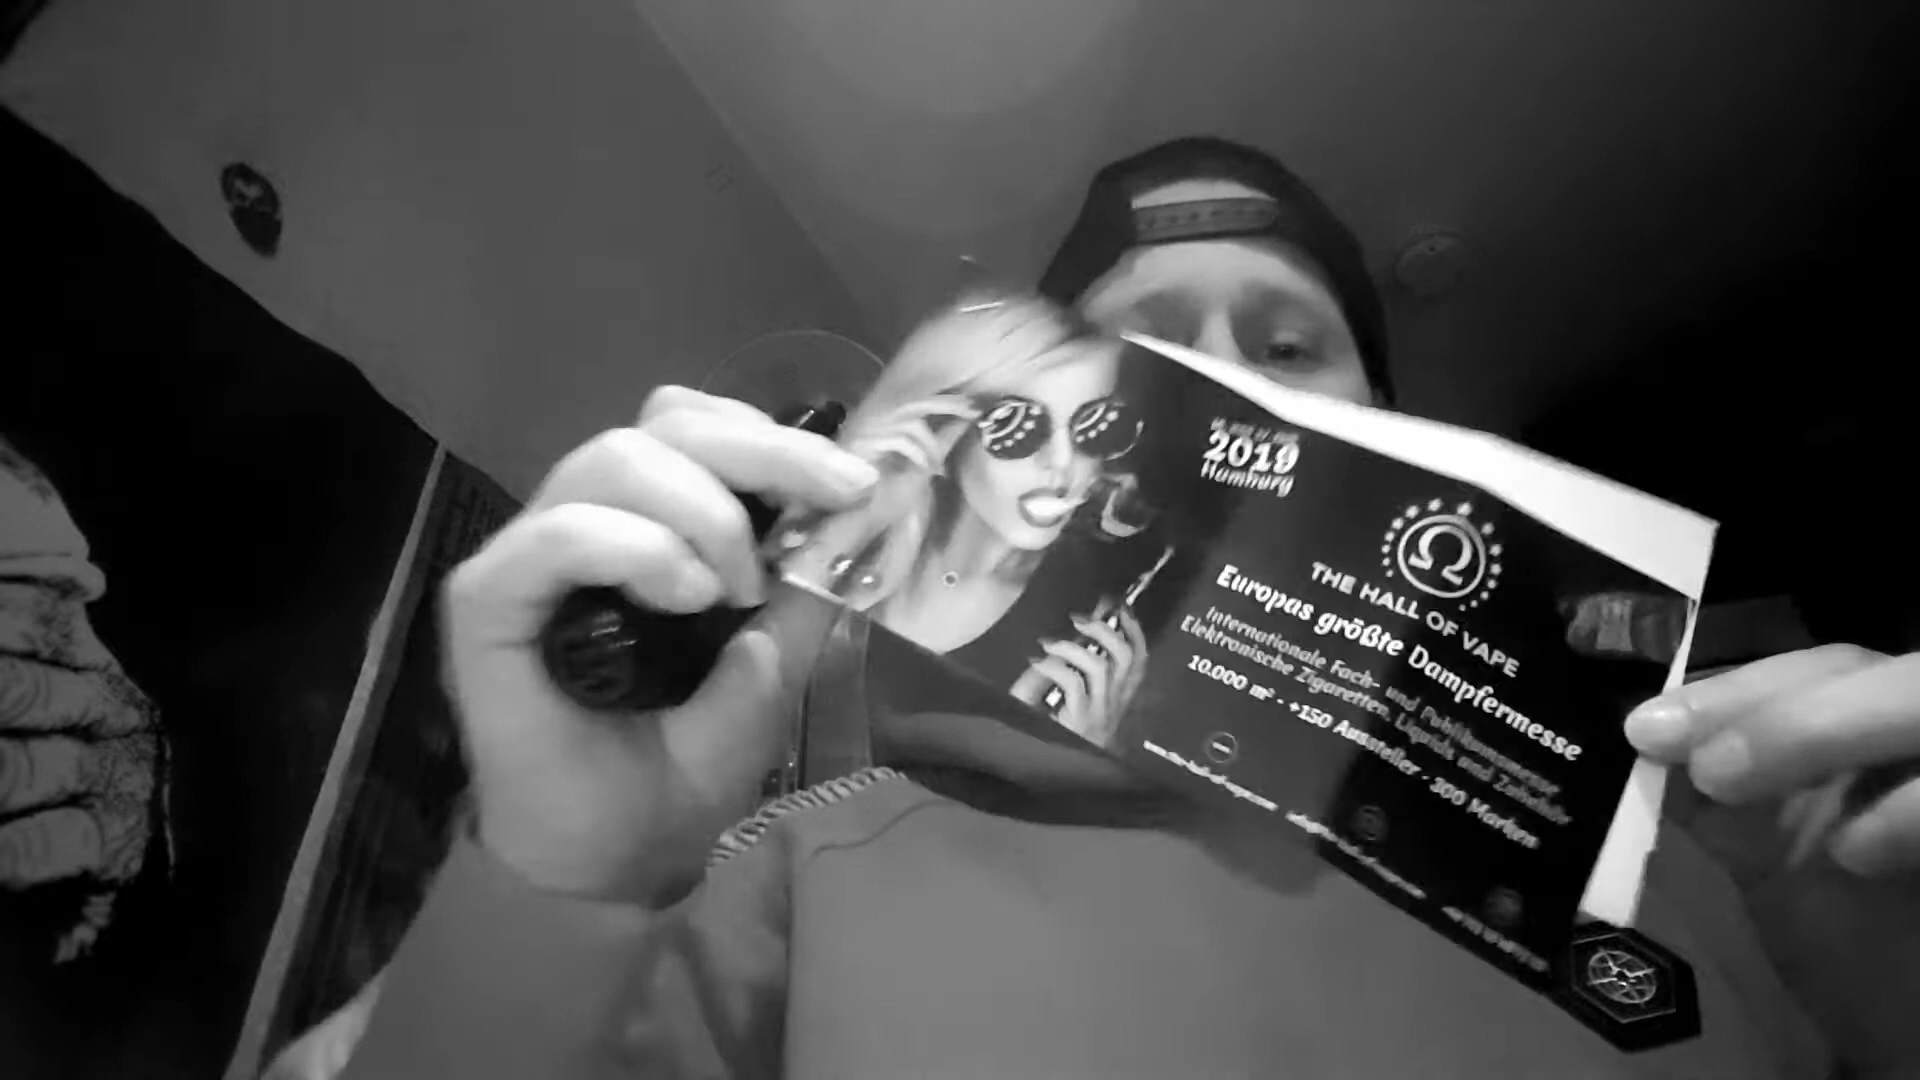 2019
Hamburg
Ω
THE HALL OF VAPE
Europas größte Dampfermesse
Internationale Fach- und Publikumsmesse
Elektronische Zigaretten, Liquids und Zubehör
10.000 m² - +150 Aussteller - 300 Marken